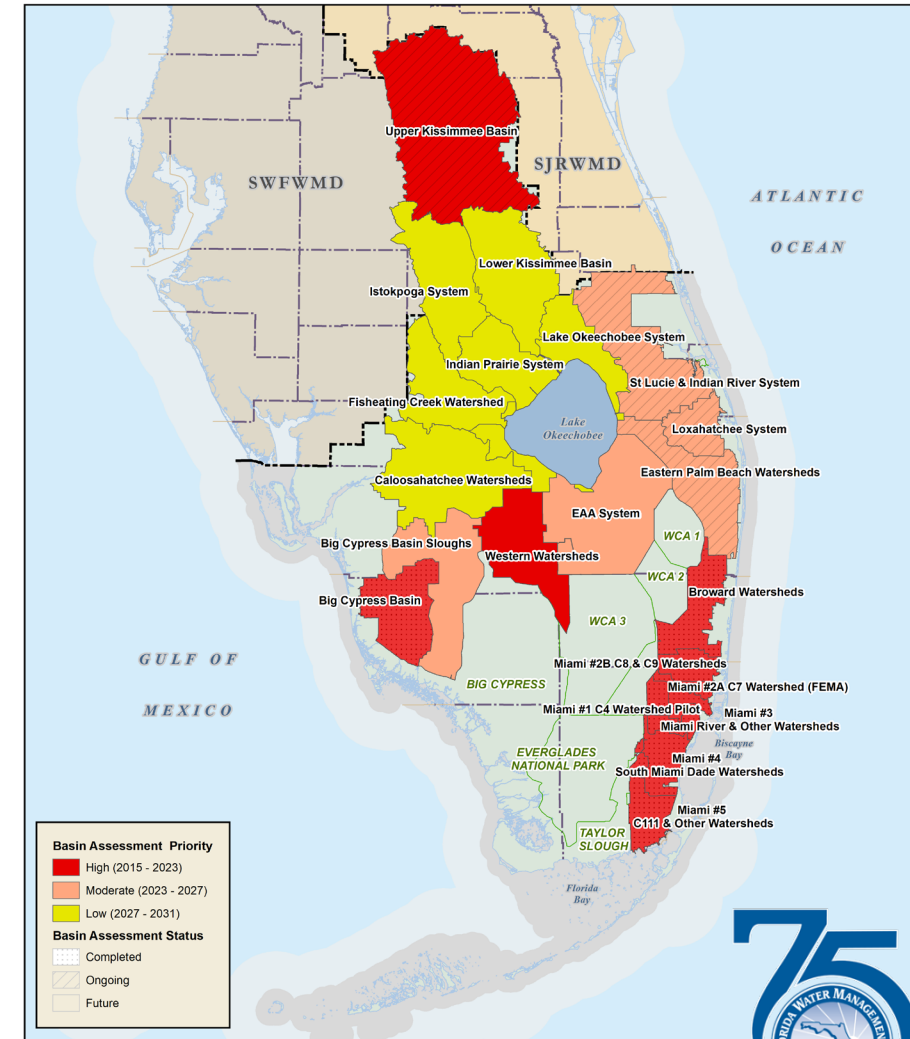 Upper Kissimmee Basin
SWFWMD
SJRWMD
ATLANTIC
OCEAN
Lower Kissimmee Basin
Istokpoga System
Lake Okeechobee System
Indian Prairie System
St Lucie & Indian River System
Fisheating Creek Watershed
Lake
Okeechobee
Loxahatchee System
Eastern Palm Beach Watersheds
Caloosahatchee Watersheds
EAA System
WCA 1
Big Cypress Basin Sloughs
Western Watersheds
WCA 2
Broward Watersheds
Big Cypress Basin
WCA 3
GULF OF
MEXICO
Miami #2B C8 & C9 Watersheds
BIG CYPRESS
Miami #2A C7 Watershed (FEMA)
Miami #1 C4 Watershed Pilot
Miami #3
Miami River & Other Watersheds
Biscayne
Bay
EVERGLADES
NATIONAL PARK
Miami #4
South Miami Dade Watersheds
Miami #5
C111 & Other Watersheds
TAYLOR
SLOUGH
Florida
Bay
Basin Assessment Priority
High (2015 - 2023)
Moderate (2023 - 2027)
Low (2027 - 2031)
Basin Assessment Status
Completed
Ongoing
Future
75
WATER